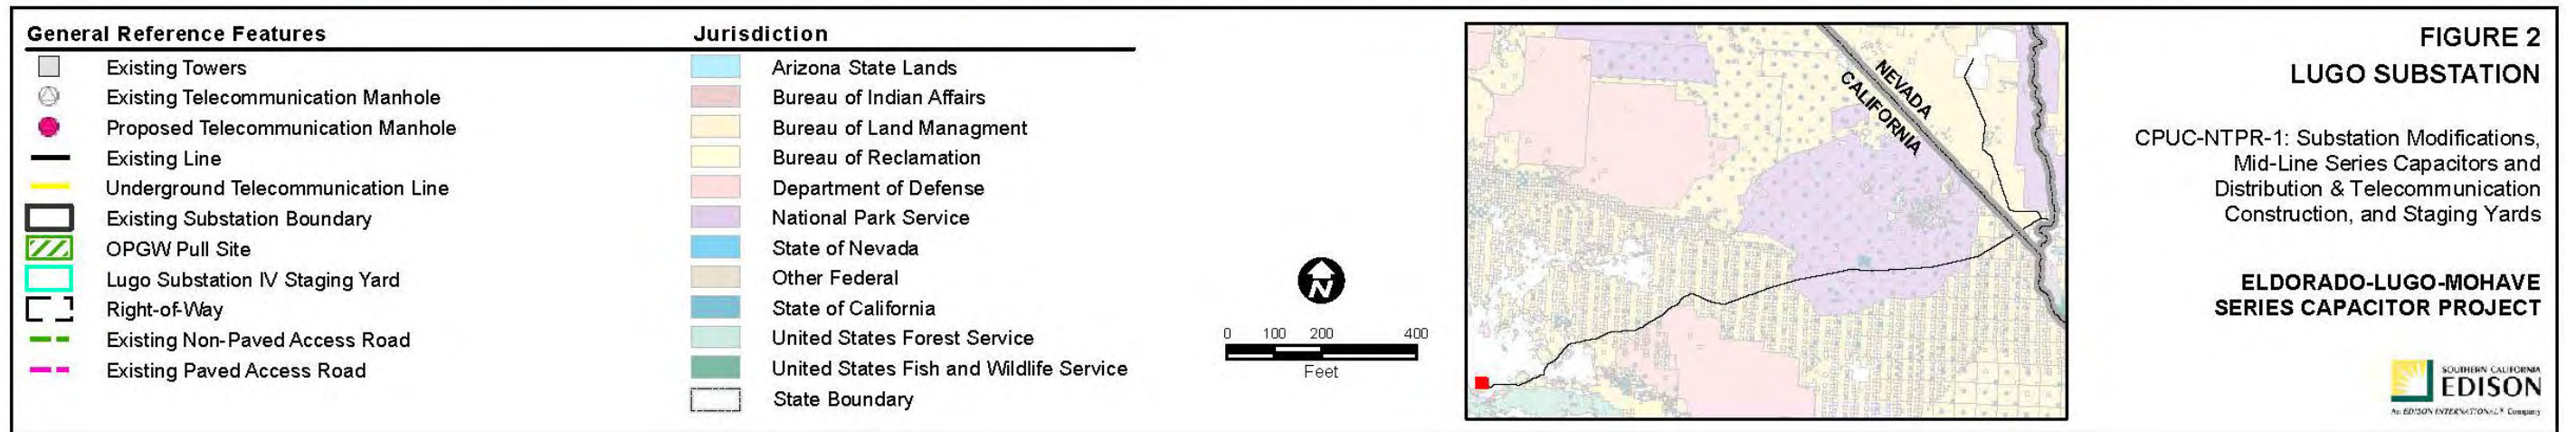 General Reference Features
Existing Towers
Existing Telecommunication Manhole
Proposed Telecommunication Manhole
Existing Line
Underground Telecommunication Line
Existing Substation Boundary
OPGW Pull Site
Lugo Substation IV Staging Yard
Right-of-Way
Existing Non-Paved Access Road
Existing Paved Access Road
Jurisdiction
Arizona State Lands
Bureau of Indian Affairs
Bureau of Land Managment
Bureau of Reclamation
Department of Defense
National Park Service
State of Nevada
Other Federal
State of California
United States Forest Service
United States Fish and Wildlife Service
State Boundary
N
0 100 200 400
Feet
NEVADA
CALIFORNIA
FIGURE 2
LUGO SUBSTATION
CPUC-NTPR-1: Substation Modifications,
Mid-Line Series Capacitors and
Distribution & Telecommunication
Construction, and Staging Yards
ELDORADO-LUGO-MOHAVE
SERIES CAPACITOR PROJECT
SOUTHERN CALIFORNIA
EDISON
An EDISON INTERNATIONAL® Company